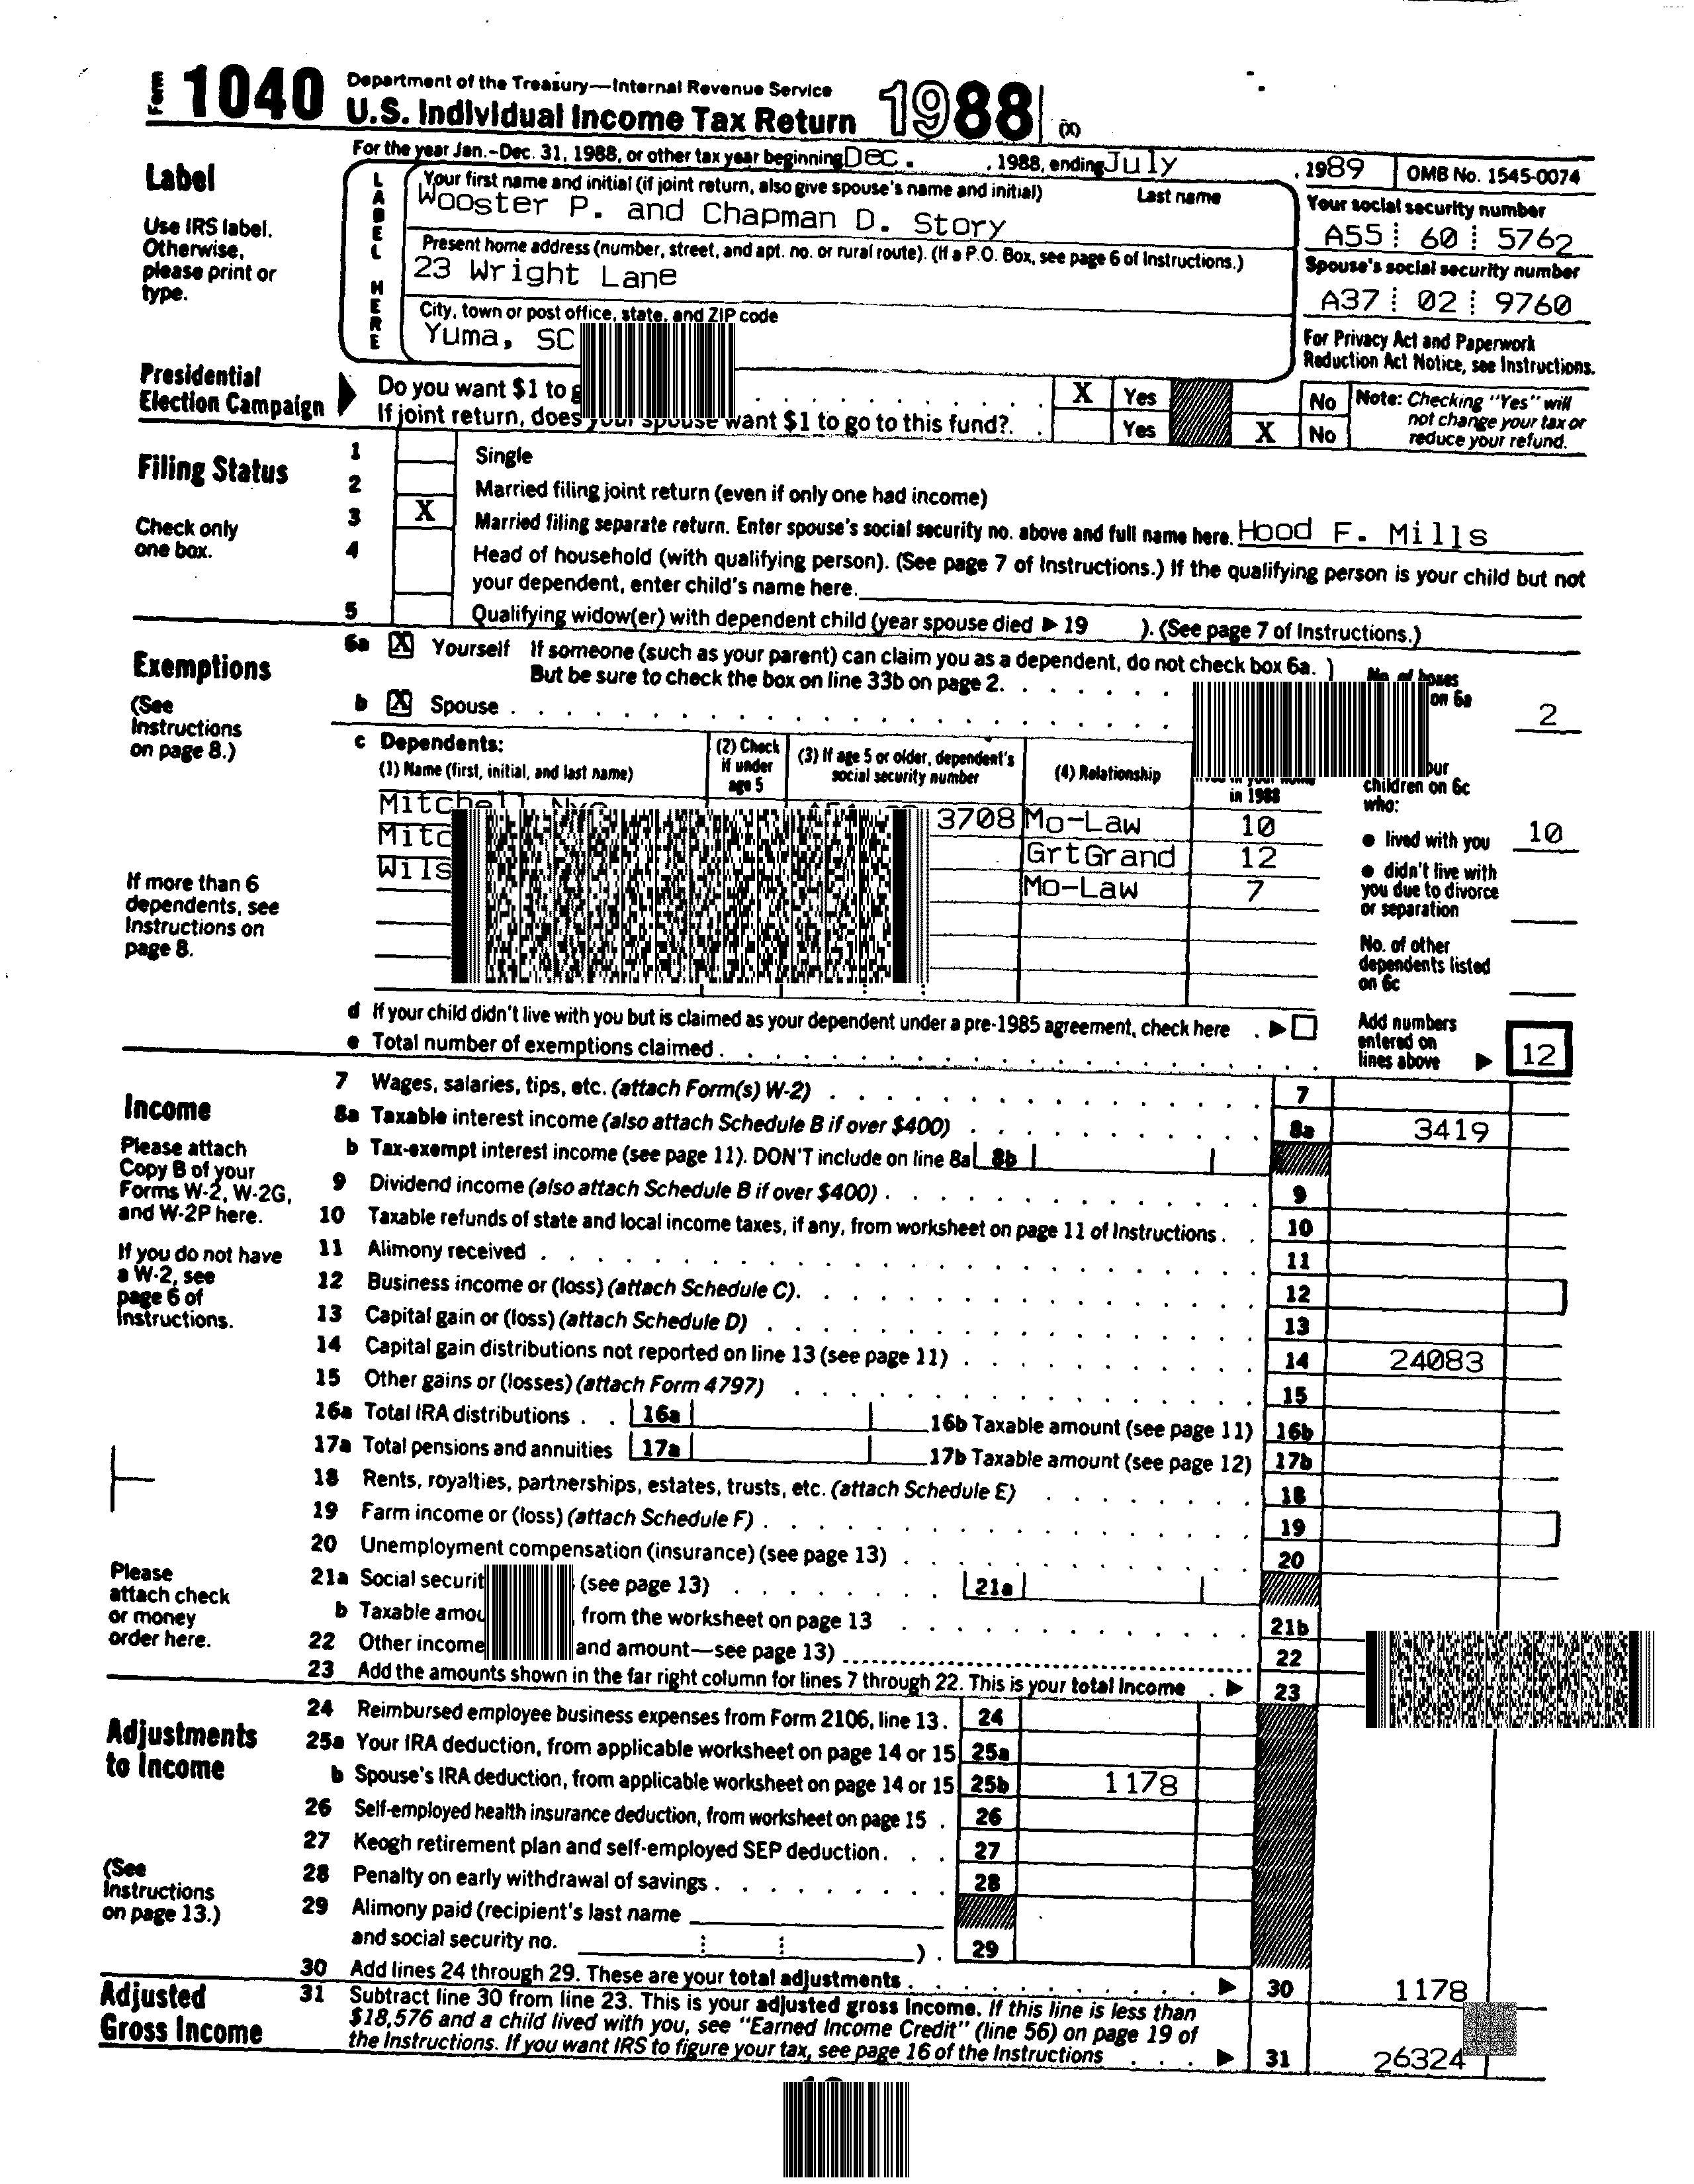 Form 1040 Department of the Treasury—Internal Revenue Service
U.S. Individual Income Tax Return 1988 (X)
For the year Jan.-Dec. 31, 1988, or other tax year beginning Dec. , 1988, ending July , 1989 OMB No. 1545-0074
Label
Use IRS label. Otherwise, please print or type.
LABEL HERE
Your first name and initial (if joint return, also give spouse's name and initial) Last name
Wooster P. and Chapman D. Story
Your social security number
A55 60 5762
Present home address (number, street, and apt. no. or rural route). (If a P.O. Box, see page 6 of Instructions.)
23 Wright Lane
Spouse's social security number
A37 02 9760
City, town or post office, state, and ZIP code
Yuma, SC
For Privacy Act and Paperwork Reduction Act Notice, see Instructions.
Presidential Election Campaign
Do you want $1 to g X Yes No
If joint return, does your spouse want $1 to go to this fund? Yes X No
Note: Checking "Yes" will not change your tax or reduce your refund.
Filing Status
Check only one box.
1 Single
2 Married filing joint return (even if only one had income)
3 X Married filing separate return. Enter spouse's social security no. above and full name here. Hood F. Mills
4 Head of household (with qualifying person). (See page 7 of Instructions.) If the qualifying person is your child but not
your dependent, enter child's name here.
5 Qualifying widow(er) with dependent child (year spouse died ▶ 19 ). (See page 7 of Instructions.)
Exemptions
(See Instructions on page 8.)
6a X Yourself If someone (such as your parent) can claim you as a dependent, do not check box 6a. )
But be sure to check the box on line 33b on page 2.
No. of boxes on 6a 2
b X Spouse
c Dependents:
(1) Name (first, initial, and last name)
(2) Check if under age 5
(3) If age 5 or older, dependent's social security number
(4) Relationship
in 1988
children on 6c who:
Mitchell 3708 Mo-Law 10
Mitc GrtGrand 12
Wils Mo-Law 7
● lived with you 10
● didn't live with you due to divorce or separation
No. of other dependents listed on 6c
If more than 6 dependents, see Instructions on page 8.
d If your child didn't live with you but is claimed as your dependent under a pre-1985 agreement, check here ▶
e Total number of exemptions claimed
Add numbers entered on lines above ▶ 12
Income
Please attach Copy B of your Forms W-2, W-2G, and W-2P here.
If you do not have a W-2, see page 6 of Instructions.
Please attach check or money order here.
7 Wages, salaries, tips, etc. (attach Form(s) W-2) 7
8a Taxable interest income (also attach Schedule B if over $400) 8a 3419
b Tax-exempt interest income (see page 11). DON'T include on line 8a 8b
9 Dividend income (also attach Schedule B if over $400) 9
10 Taxable refunds of state and local income taxes, if any, from worksheet on page 11 of Instructions 10
11 Alimony received 11
12 Business income or (loss) (attach Schedule C) 12
13 Capital gain or (loss) (attach Schedule D) 13
14 Capital gain distributions not reported on line 13 (see page 11) 14 24083
15 Other gains or (losses) (attach Form 4797) 15
16a Total IRA distributions 16a 16b Taxable amount (see page 11) 16b
17a Total pensions and annuities 17a 17b Taxable amount (see page 12) 17b
18 Rents, royalties, partnerships, estates, trusts, etc. (attach Schedule E) 18
19 Farm income or (loss) (attach Schedule F) 19
20 Unemployment compensation (insurance) (see page 13) 20
21a Social securit (see page 13) 21a
b Taxable amou from the worksheet on page 13 21b
22 Other income and amount—see page 13) 22
23 Add the amounts shown in the far right column for lines 7 through 22. This is your total income ▶ 23
Adjustments to Income
(See Instructions on page 13.)
24 Reimbursed employee business expenses from Form 2106, line 13. 24
25a Your IRA deduction, from applicable worksheet on page 14 or 15 25a
b Spouse's IRA deduction, from applicable worksheet on page 14 or 15 25b 1178
26 Self-employed health insurance deduction, from worksheet on page 15 26
27 Keogh retirement plan and self-employed SEP deduction 27
28 Penalty on early withdrawal of savings 28
29 Alimony paid (recipient's last name
and social security no. ) 29
30 Add lines 24 through 29. These are your total adjustments ▶ 30 1178
Adjusted Gross Income
31 Subtract line 30 from line 23. This is your adjusted gross income. If this line is less than
$18,576 and a child lived with you, see "Earned Income Credit" (line 56) on page 19 of
the Instructions. If you want IRS to figure your tax, see page 16 of the Instructions ▶ 31 26324